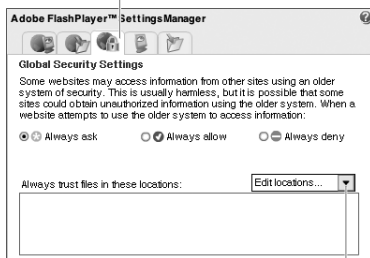 Adobe FlashPlayer™ SettingsManager
Global Security Settings
Some websites may access information from other sites using an older
system of security. This is usually harmless, but it is possible that some
sites could obtain unauthorized information using the older system. When a
website attempts to use the older system to access information:
Always ask Always allow Always deny
Always trust files in these locations: Edit locations...